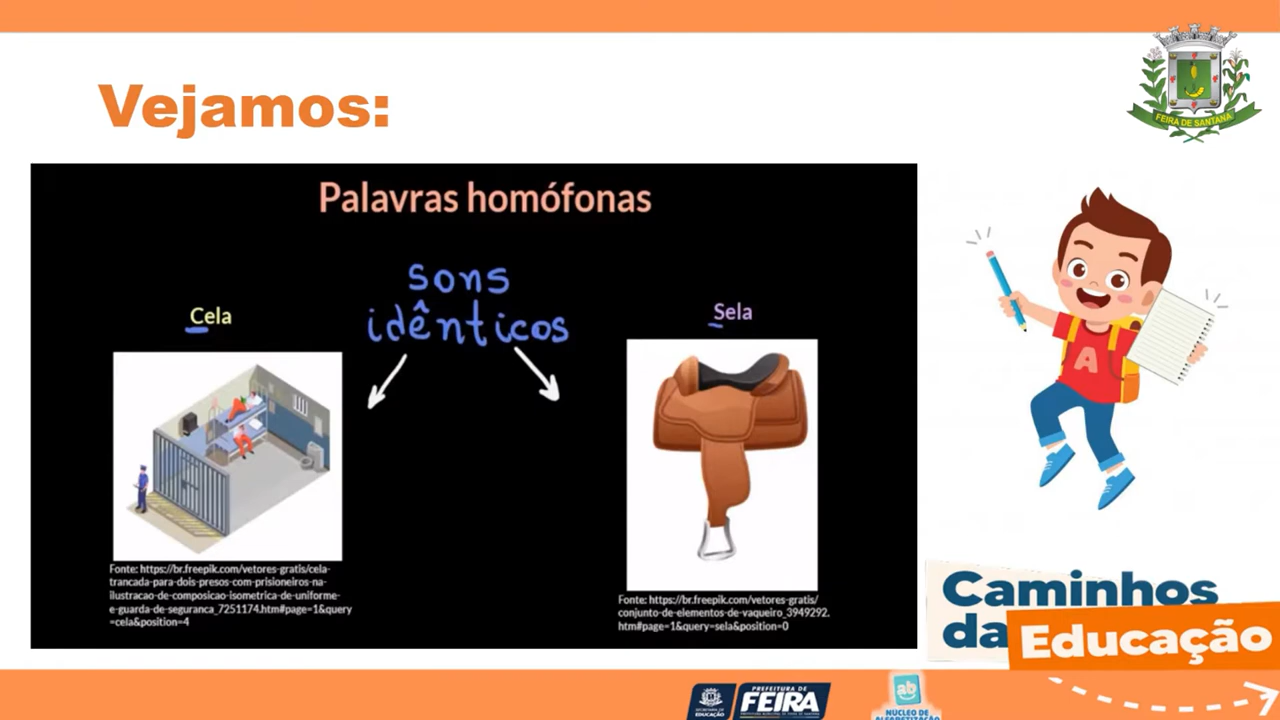 FEIRA DE SANTANA
Vejamos:
Palavras homófonas
sons
idênticos
Cela
Sela
A
Fonte: https://br.freepik.com/vetores-gratis/cela-
trancada-para-dois-presos-com-prisioneiros-na-
ilustracao-de-composicao-isometrica-de-uniforme-
e-guarda-de-seguranca_7251174.htm#page=1&query
=cela&position=4
Fonte: https://br.freepik.com/vetores-gratis/
conjunto-de-elementos-de-vaqueiro_3949292.
htm#page=1&query=sela&position=0
Caminhos
da Educação
SECRETARIA DE
EDUCAÇÃO
PREFEITURA DE
FEIRA
ab
NÚCLEO DE
ALFABETIZAÇÃO